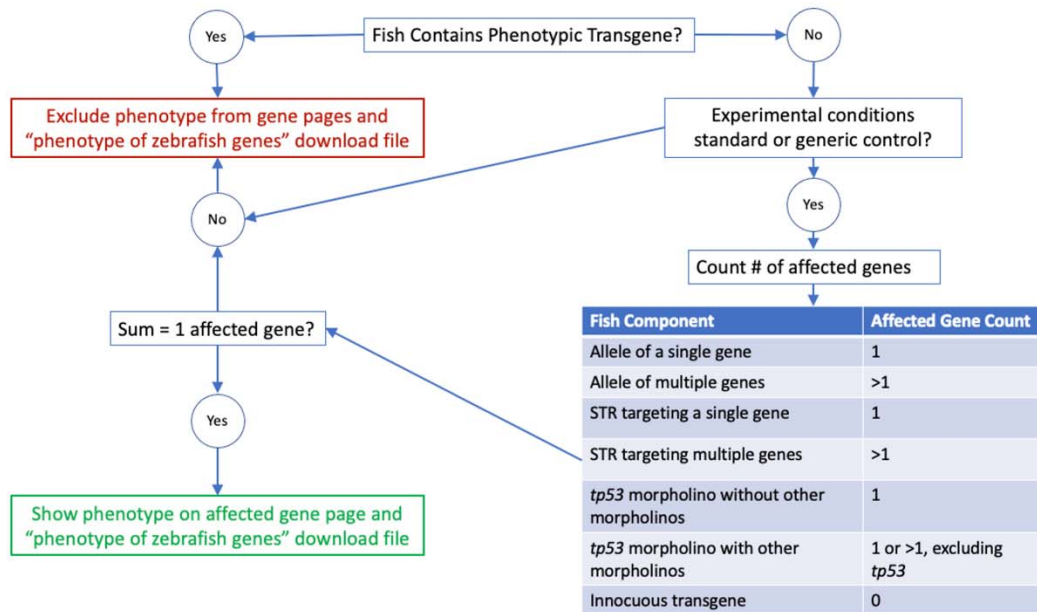 Yes
Fish Contains Phenotypic Transgene?
No
Exclude phenotype from gene pages and
“phenotype of zebrafish genes” download file
Experimental conditions
standard or generic control?
No
Yes
Count # of affected genes
Sum = 1 affected gene?
Yes
Show phenotype on affected gene page and
“phenotype of zebrafish genes” download file
Fish Component Affected Gene Count
Allele of a single gene 1
Allele of multiple genes >1
STR targeting a single gene 1
STR targeting multiple genes >1
tp53 morpholino without other 1
morpholinos
tp53 morpholino with other 1 or >1, excluding
morpholinos tp53
Innocuous transgene 0